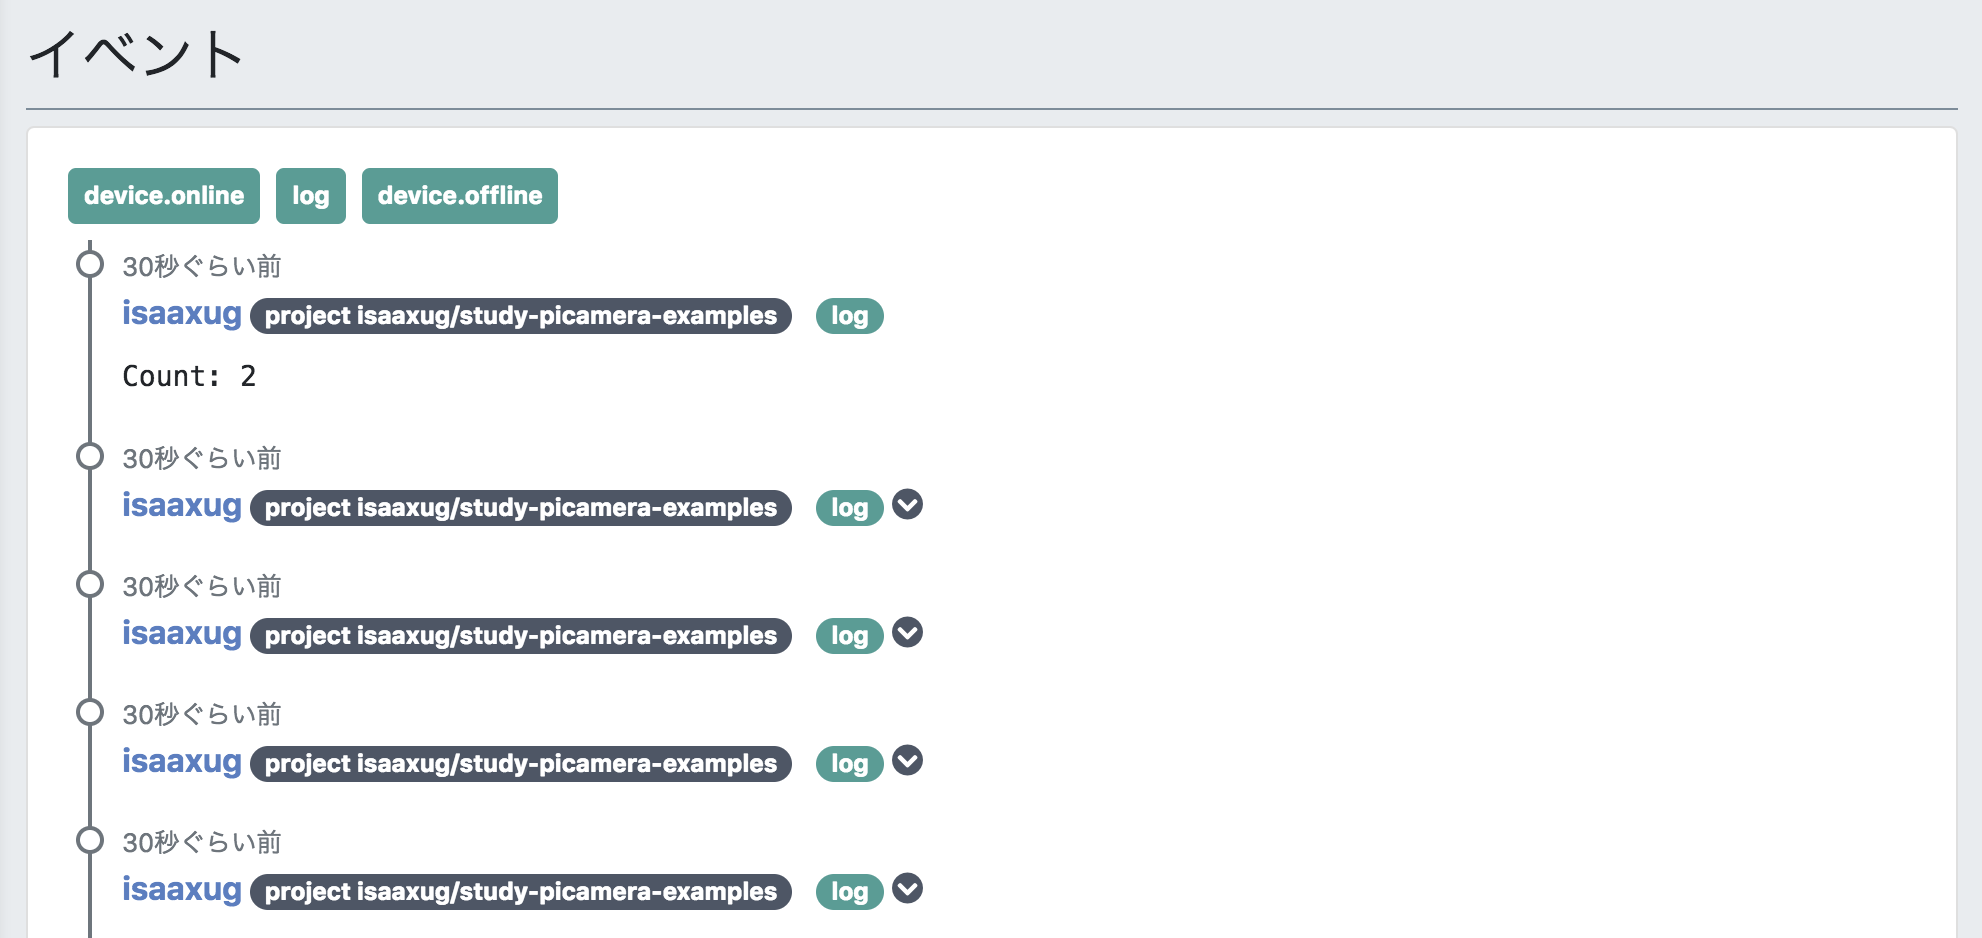 イベント
device.online log device.offline
30秒ぐらい前
isaaxug project isaaxug/study-picamera-examples log
Count: 2
30秒ぐらい前
isaaxug project isaaxug/study-picamera-examples log
30秒ぐらい前
isaaxug project isaaxug/study-picamera-examples log
30秒ぐらい前
isaaxug project isaaxug/study-picamera-examples log
30秒ぐらい前
isaaxug project isaaxug/study-picamera-examples log